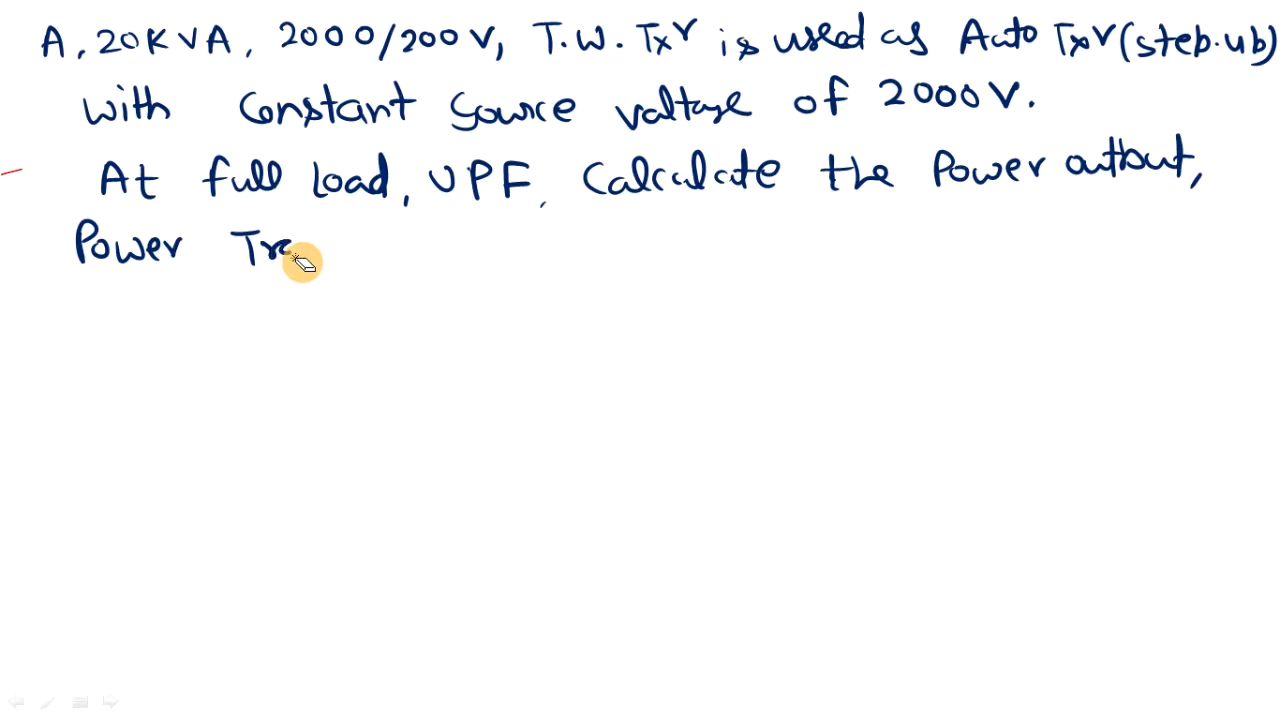 A, 20KVA, 2000/200V, T.W. Txr is used as Auto Txr (step.up)
with Constant Source voltage of 2000V.
At full load, UPF, Calculate the Power output,
Power Tra